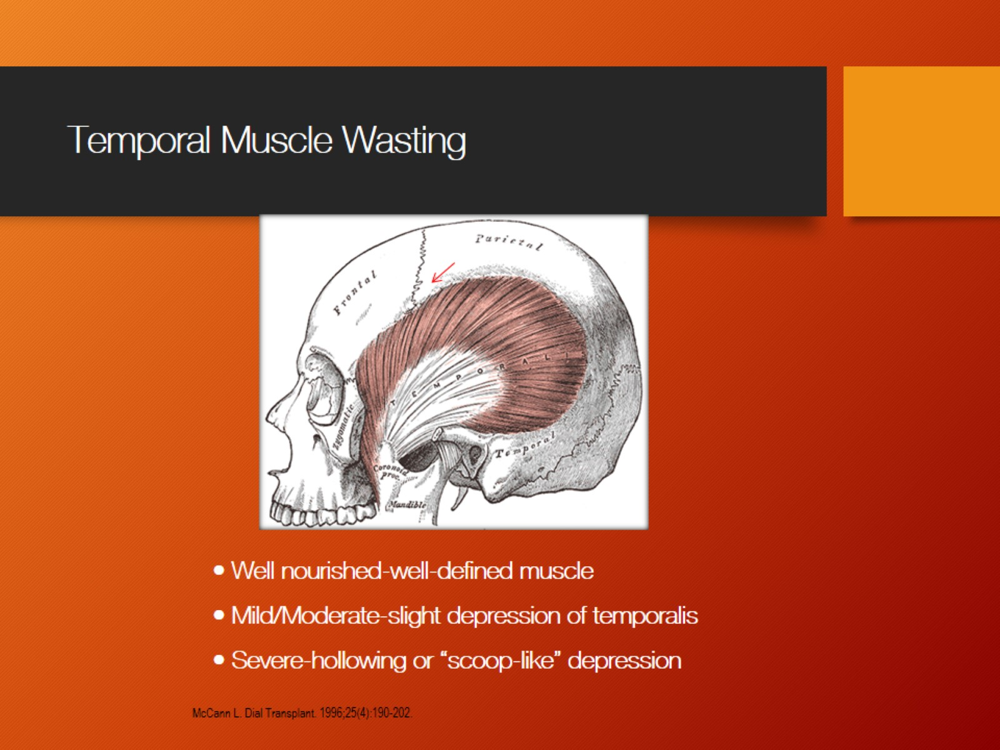 Temporal Muscle Wasting
Parietal
Frontal
TEMPORALI
Zygomatic
Temporal
Coronoid
proc.
Mandible
• Well nourished-well-defined muscle
• Mild/Moderate-slight depression of temporalis
• Severe-hollowing or “scoop-like” depression
McCann L. Dial Transplant. 1996;25(4):190-202.